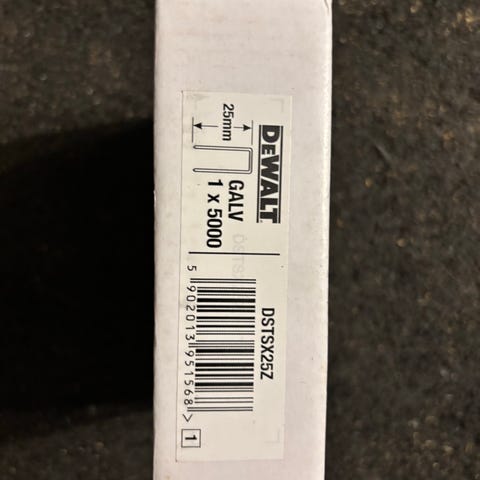 DEWALT
25mm
GALV
1 x 5000
DSTSX25Z
5 902013 951568 >
1